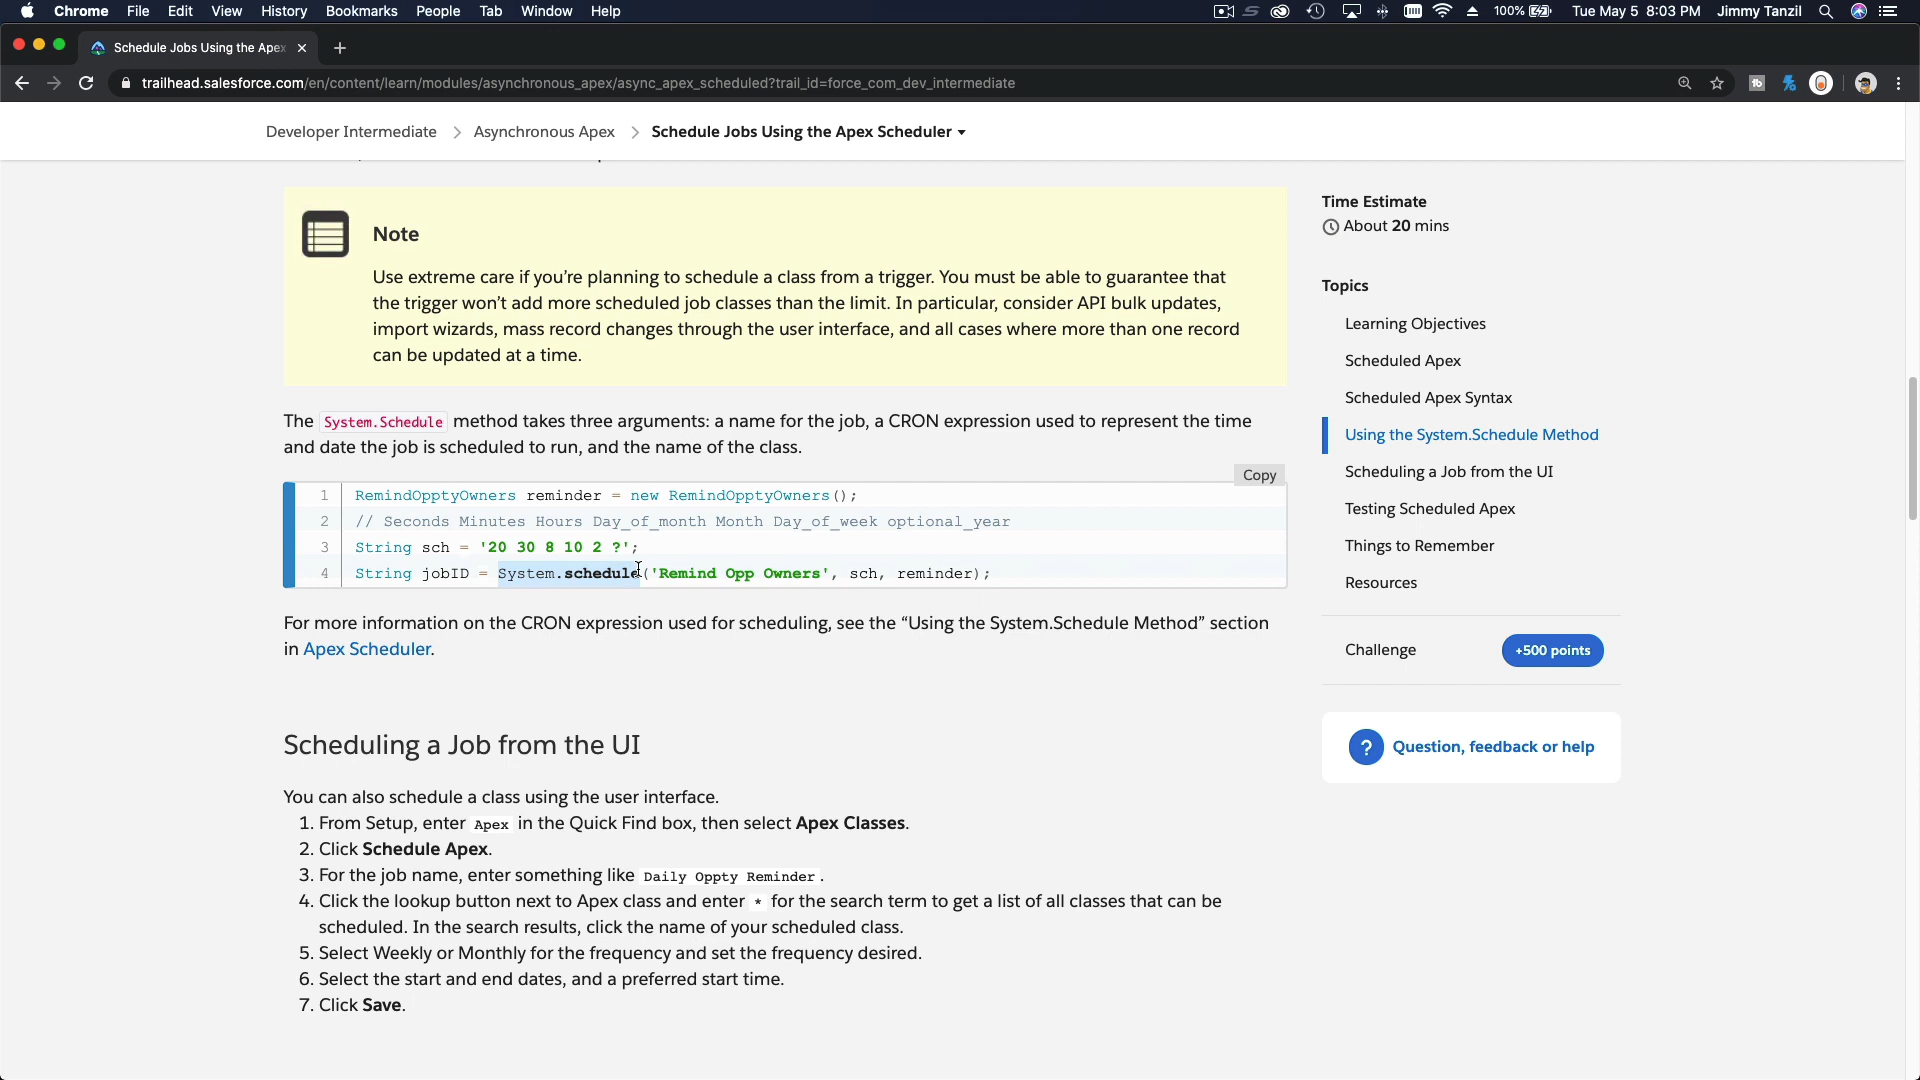 Chrome File Edit View History Bookmarks People Tab Window Help 100% Tue May 5 8:03 PM Jimmy Tanzil
Schedule Jobs Using the Apex
trailhead.salesforce.com/en/content/learn/modules/asynchronous_apex/async_apex_scheduled?trail_id=force_com_dev_intermediate
Developer Intermediate > Asynchronous Apex > Schedule Jobs Using the Apex Scheduler
Note
Use extreme care if you’re planning to schedule a class from a trigger. You must be able to guarantee that
the trigger won’t add more scheduled job classes than the limit. In particular, consider API bulk updates,
import wizards, mass record changes through the user interface, and all cases where more than one record
can be updated at a time.
The System.Schedule method takes three arguments: a name for the job, a CRON expression used to represent the time
and date the job is scheduled to run, and the name of the class.
Copy
1 RemindOpptyOwners reminder = new RemindOpptyOwners();
2 // Seconds Minutes Hours Day_of_month Month Day_of_week optional_year
3 String sch = '20 30 8 10 2 ?';
4 String jobID = System.schedule('Remind Opp Owners', sch, reminder);
For more information on the CRON expression used for scheduling, see the “Using the System.Schedule Method” section
in Apex Scheduler.
Scheduling a Job from the UI
You can also schedule a class using the user interface.
1. From Setup, enter Apex in the Quick Find box, then select Apex Classes.
2. Click Schedule Apex.
3. For the job name, enter something like Daily Oppty Reminder.
4. Click the lookup button next to Apex class and enter * for the search term to get a list of all classes that can be
scheduled. In the search results, click the name of your scheduled class.
5. Select Weekly or Monthly for the frequency and set the frequency desired.
6. Select the start and end dates, and a preferred start time.
7. Click Save.
Time Estimate
About 20 mins
Topics
Learning Objectives
Scheduled Apex
Scheduled Apex Syntax
Using the System.Schedule Method
Scheduling a Job from the UI
Testing Scheduled Apex
Things to Remember
Resources
Challenge +500 points
? Question, feedback or help